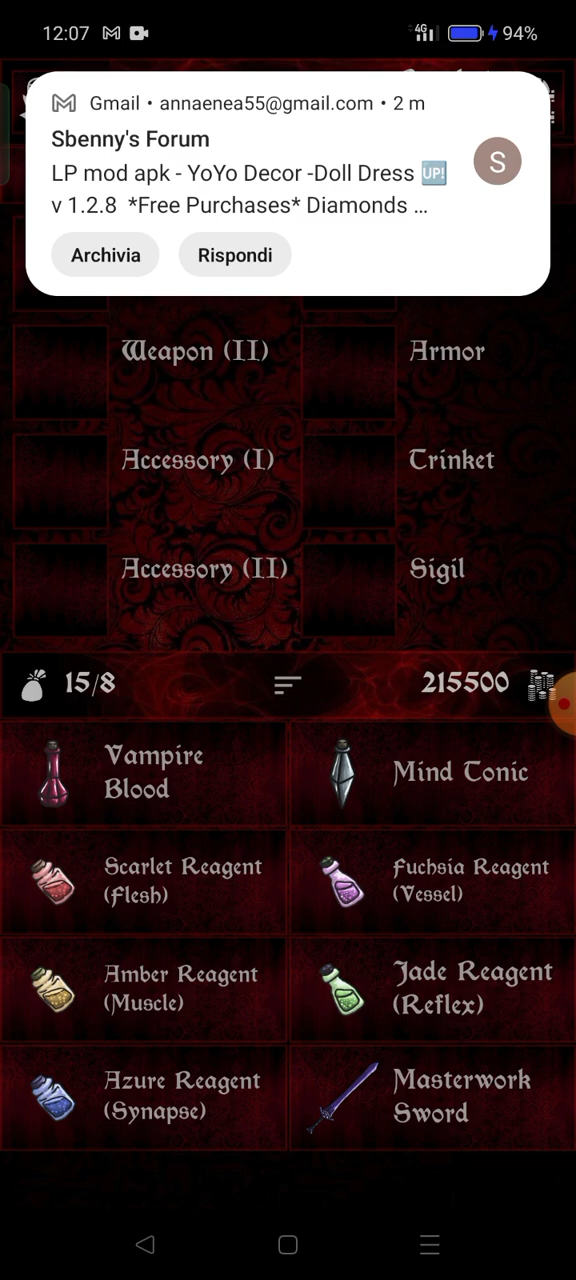 12:07 4G 94%
Gmail • annaenea55@gmail.com • 2 m
Sbenny's Forum
S
LP mod apk - YoYo Decor -Doll Dress UP!
v 1.2.8 *Free Purchases* Diamonds ...
Archivia Rispondi
Weapon (II) Armor
Accessory (I) Trinket
Accessory (II) Sigil
15/8 215500
Vampire
Blood
Mind Tonic
Scarlet Reagent
(Flesh)
Fuchsia Reagent
(Vessel)
Amber Reagent
(Muscle)
Jade Reagent
(Reflex)
Azure Reagent
(Synapse)
Masterwork
Sword